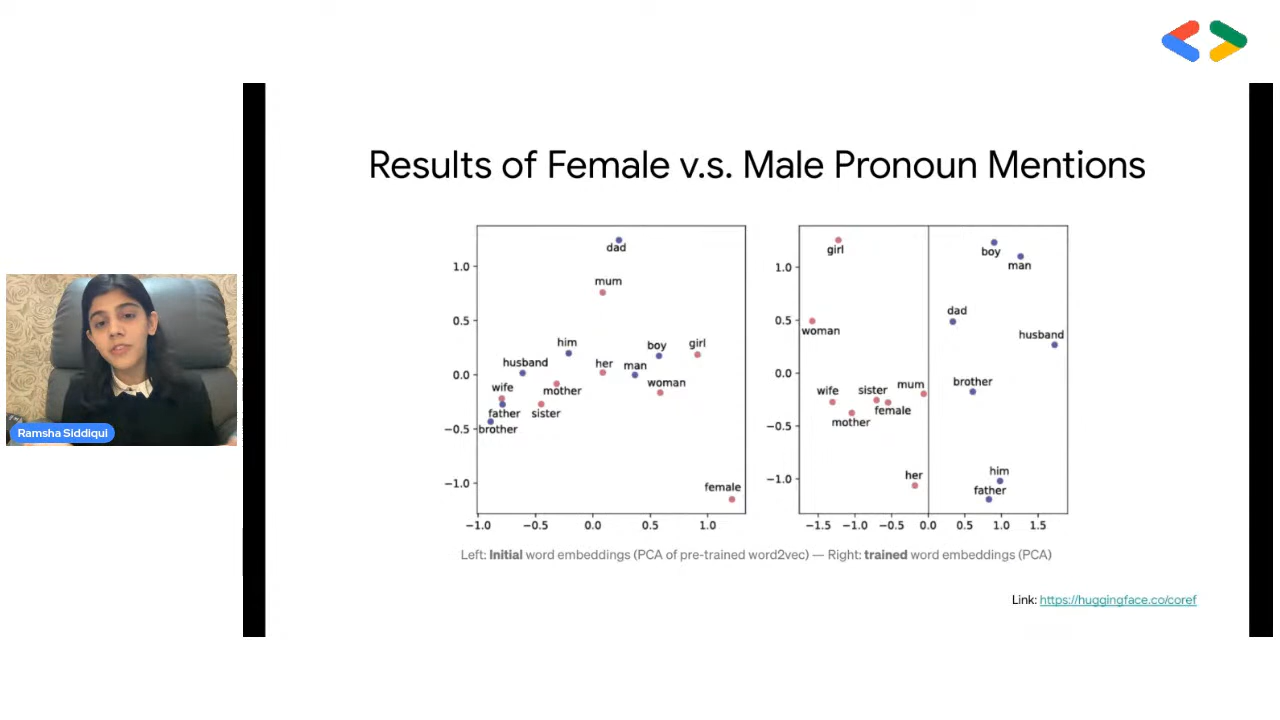 Results of Female v.s. Male Pronoun Mentions
dad
mum
him
her
boy
girl
man
husband
wife
mother
woman
father
sister
brother
female
1.0
0.5
0.0
−0.5
−1.0
−1.0
−0.5
0.0
0.5
1.0
girl
boy
man
dad
woman
husband
brother
wife
sister
mum
female
mother
her
him
father
1.0
0.5
0.0
−0.5
−1.0
−1.5
−1.0
−0.5
0.0
0.5
1.0
1.5
Left: Initial word embeddings (PCA of pre-trained word2vec) — Right: trained word embeddings (PCA)
Link: https://huggingface.co/coref
Ramsha Siddiqui